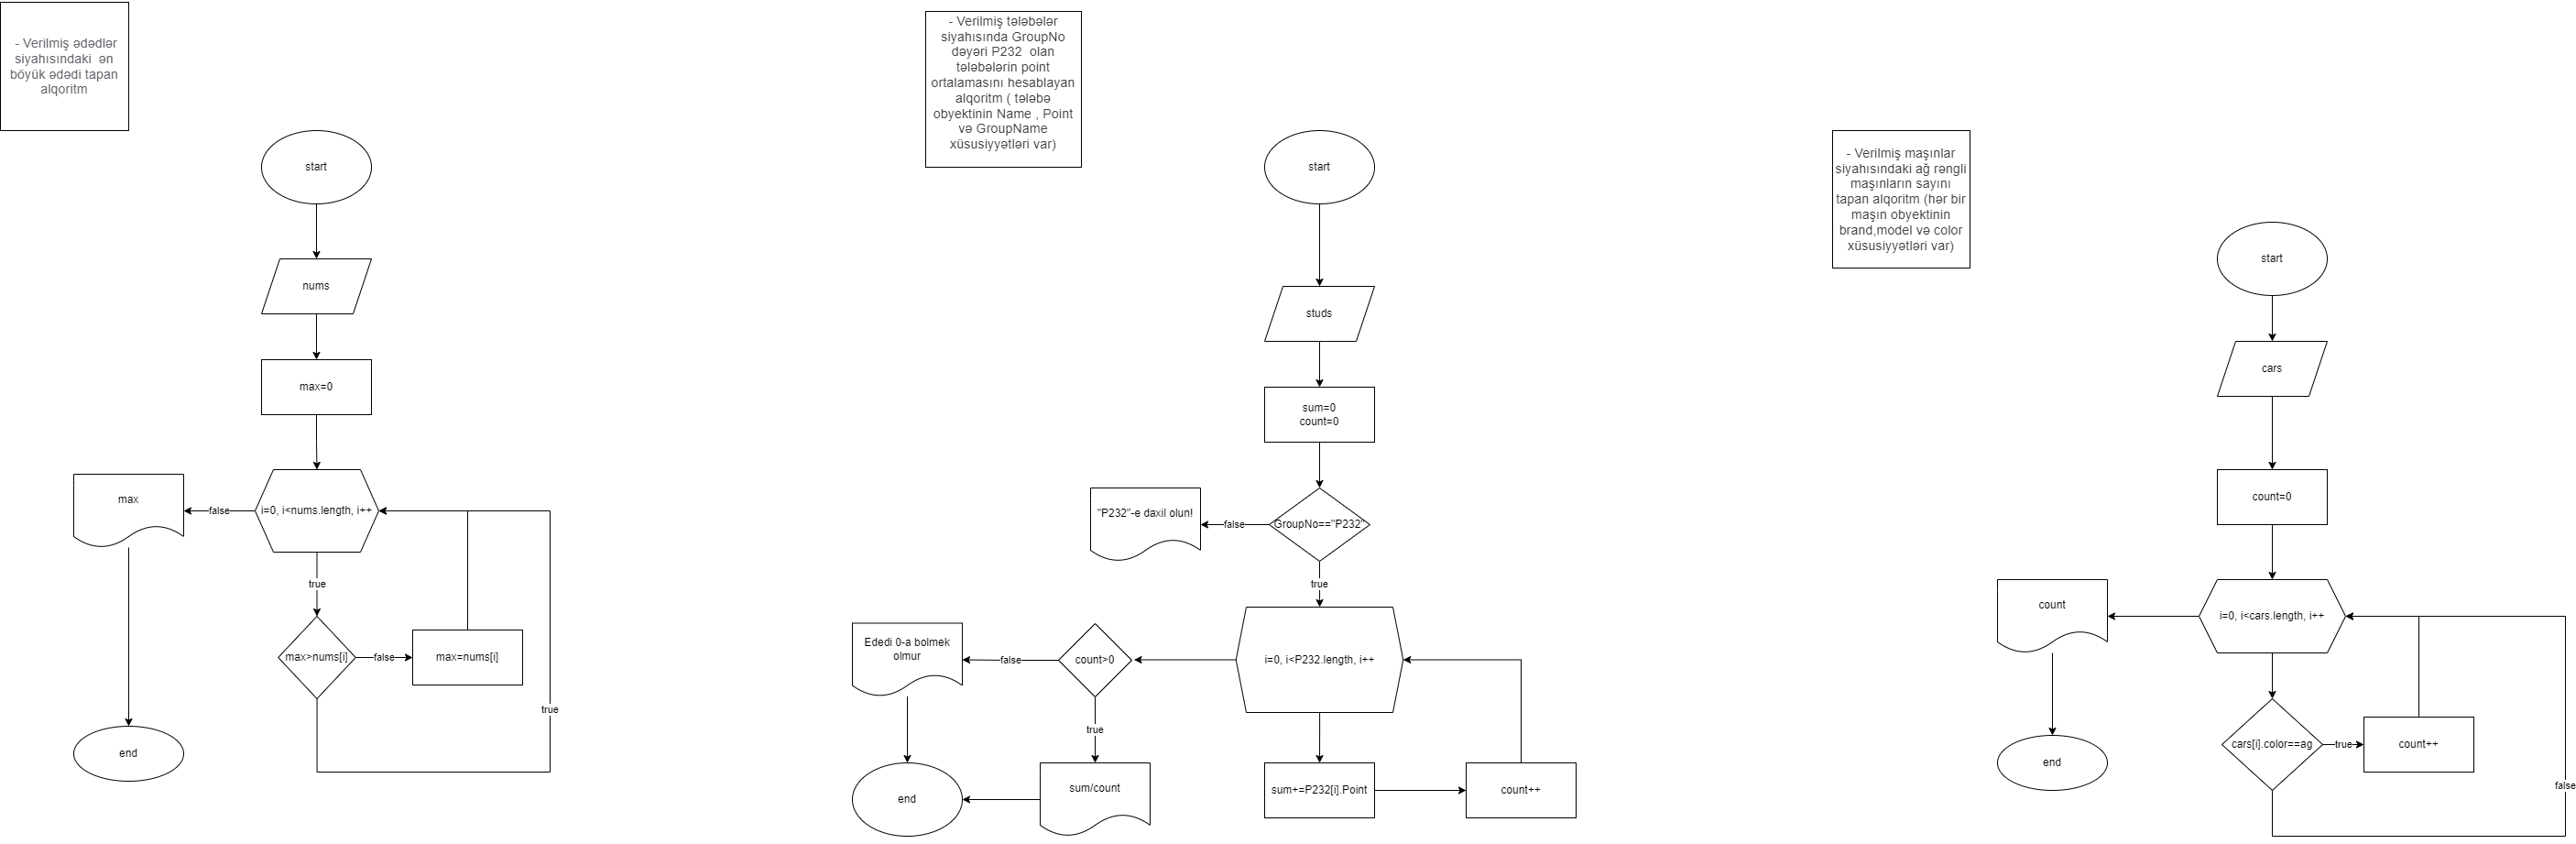 - Verilmiş ədədlər
siyahısındaki ən
böyük ədədi tapan
alqoritm
start
nums
max=0
i=0, i<nums.length, i++
false
max
true
max>nums[i]
false
max=nums[i]
true
end
- Verilmiş tələbələr
siyahısında GroupNo
dəyəri P232 olan
tələbələrin point
ortalamasını hesablayan
alqoritm ( tələbə
obyektinin Name , Point
və GroupName
xüsusiyyətləri var)
start
studs
sum=0
count=0
GroupNo=="P232"
false
"P232"-e daxil olun!
true
i=0, i<P232.length, i++
count>0
false
Ededi 0-a bolmek
olmur
true
sum/count
end
sum+=P232[i].Point
count++
- Verilmiş maşınlar
siyahısındaki ağ rəngli
maşınların sayını
tapan alqoritm (hər bir
maşın obyektinin
brand,model və color
xüsusiyyətləri var)
start
cars
count=0
i=0, i<cars.length, i++
count
end
cars[i].color==ag
true
count++
false